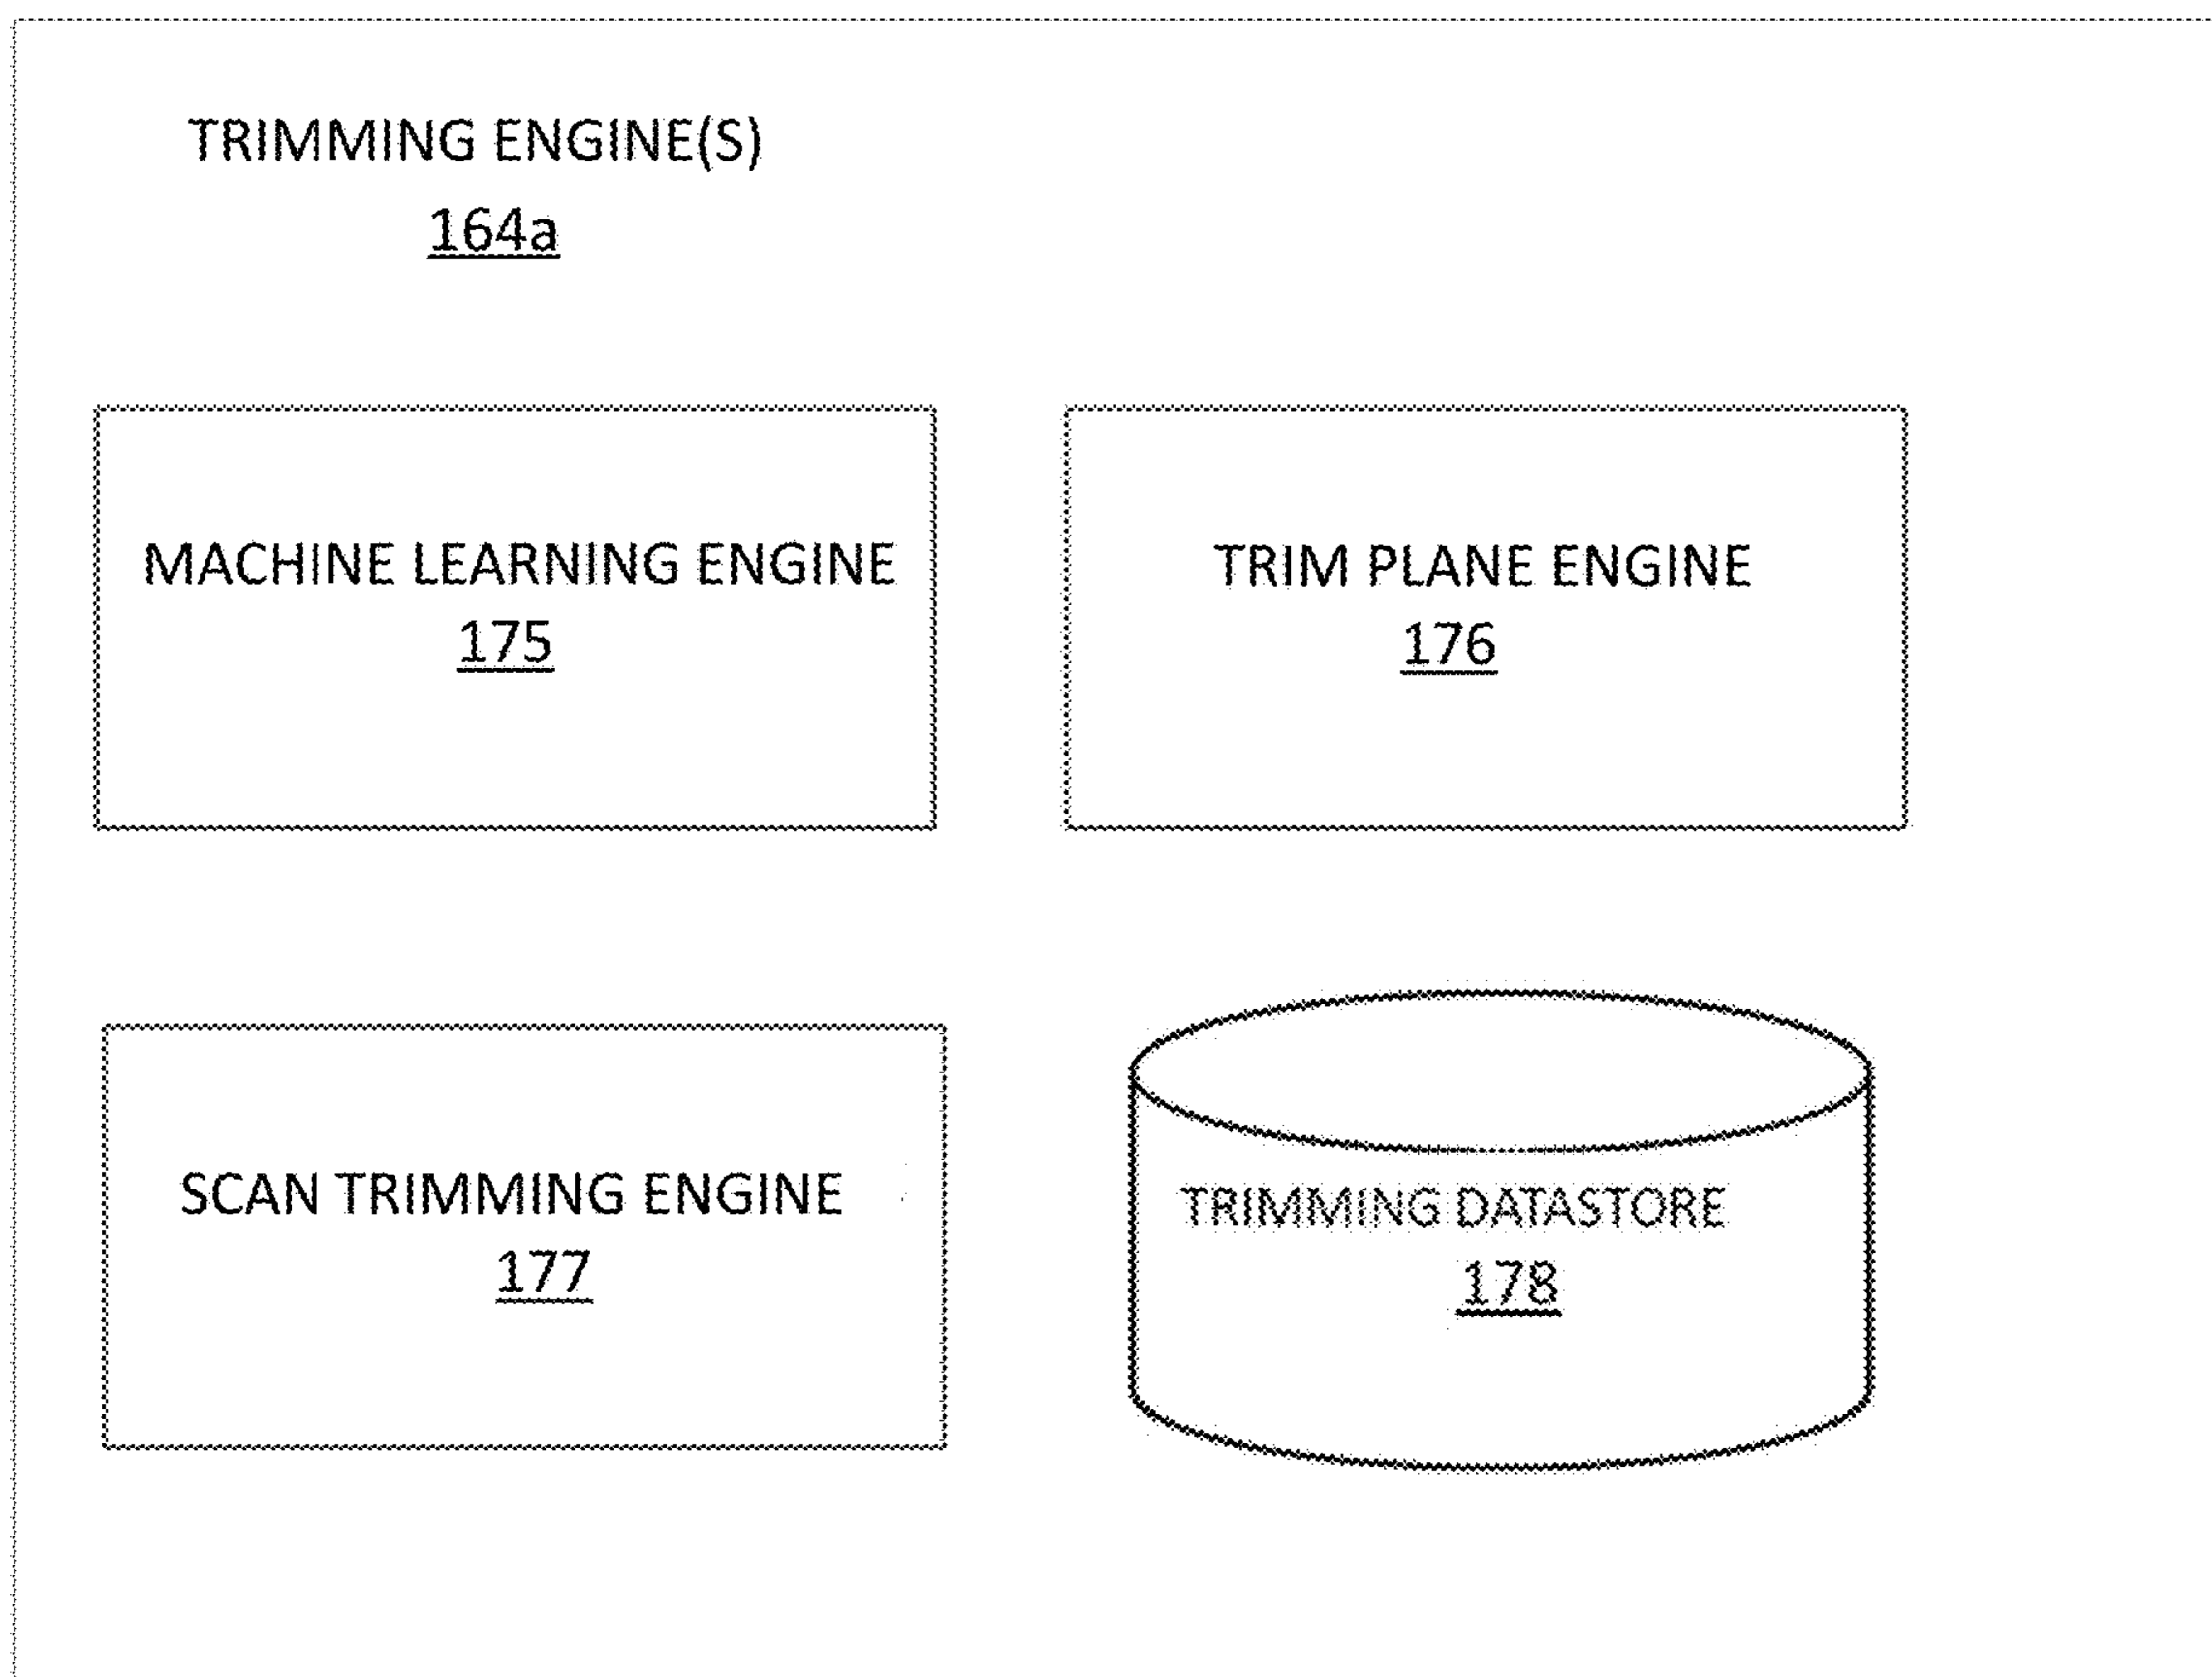 TRIMMING ENGINE(S)
164a
MACHINE LEARNING ENGINE
175
TRIM PLANE ENGINE
176
SCAN TRIMMING ENGINE
177
TRIMMING DATASTORE
178